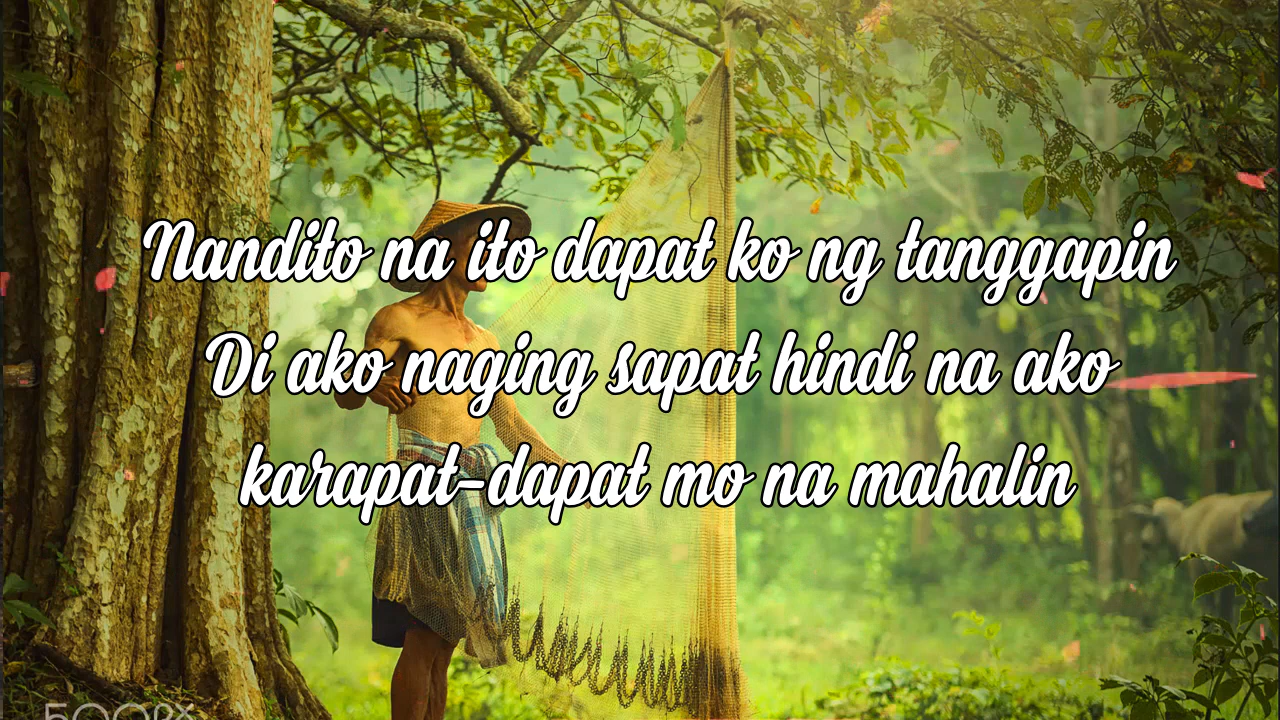 Nandito na ito dapat ko ng tanggapin
Di ako naging sapat hindi na ako
karapat-dapat mo na mahalin
500px